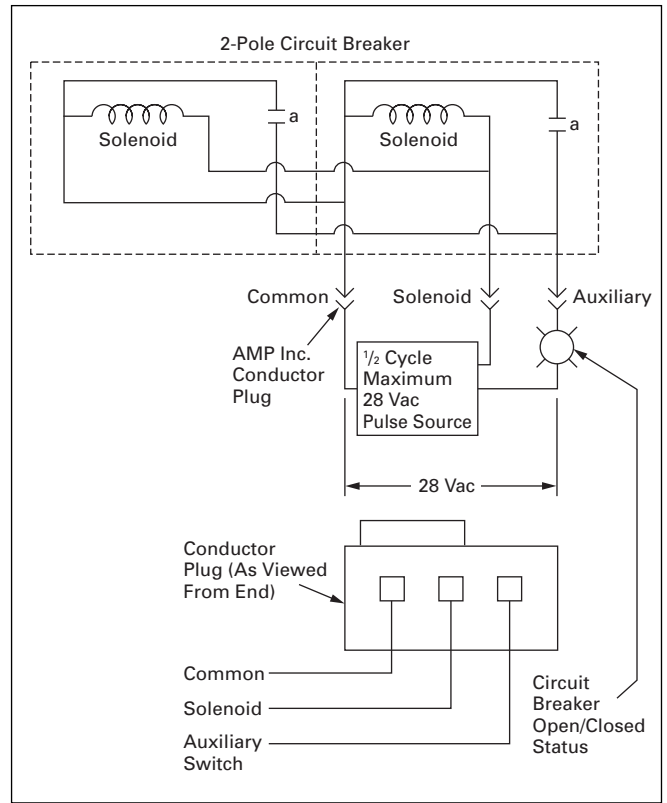 2-Pole Circuit Breaker
a
Solenoid
a
Solenoid
Common
Solenoid
Auxiliary
AMP Inc.
Conductor
Plug
1/2 Cycle
Maximum
28 Vac
Pulse Source
28 Vac
Conductor
Plug (As Viewed
From End)
Common
Solenoid
Auxiliary
Switch
Circuit
Breaker
Open/Closed
Status